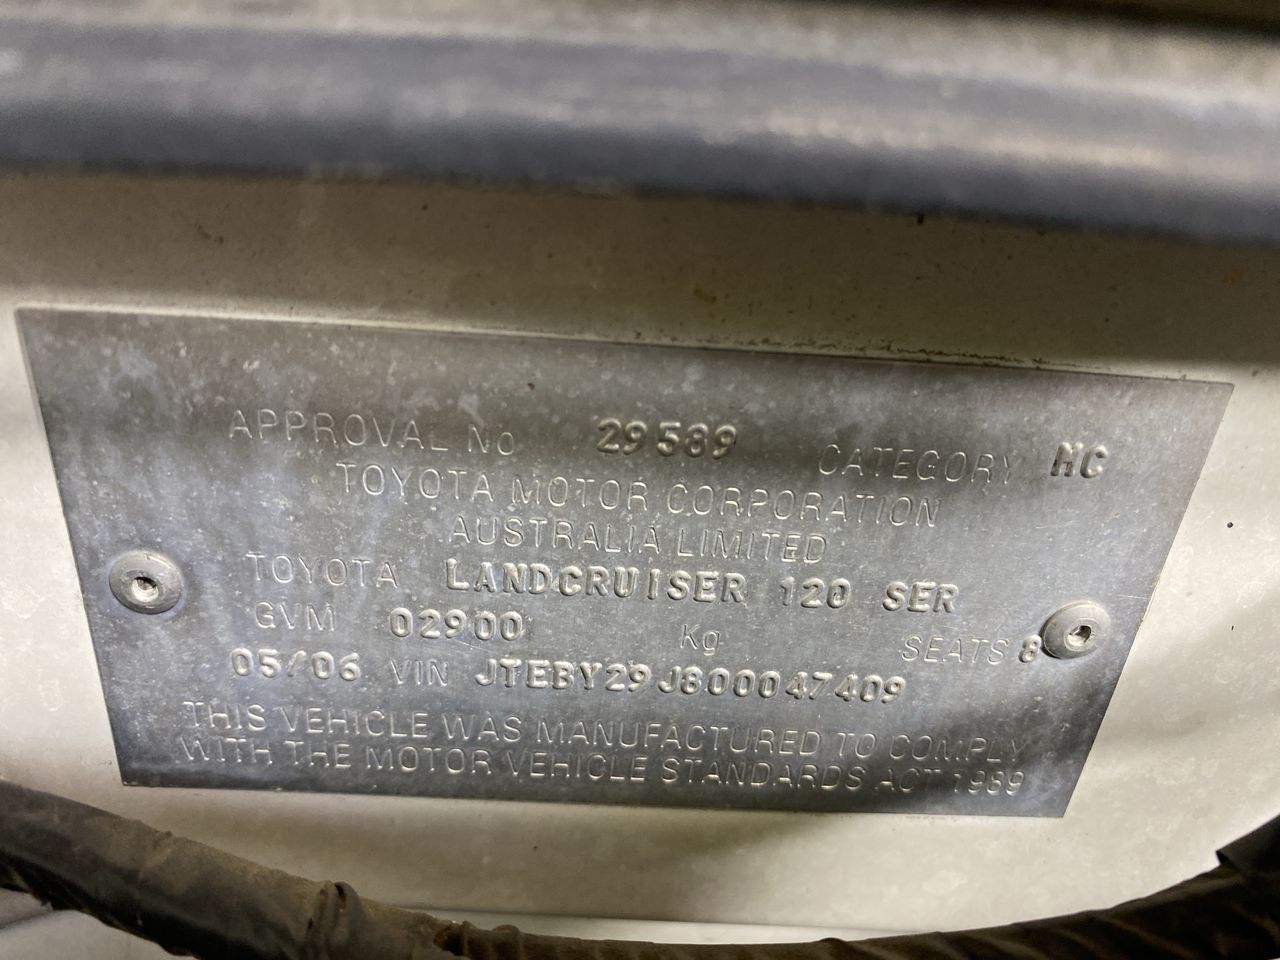 APPROVAL No 29589 CATEGORY MC
TOYOTA MOTOR CORPORATION
AUSTRALIA LIMITED
TOYOTA LANDCRUISER 120 SER
GVM 02900 Kg SEATS 8
05/06 VIN JTEBY29J800047409
THIS VEHICLE WAS MANUFACTURED TO COMPLY
WITH THE MOTOR VEHICLE STANDARDS ACT 1989